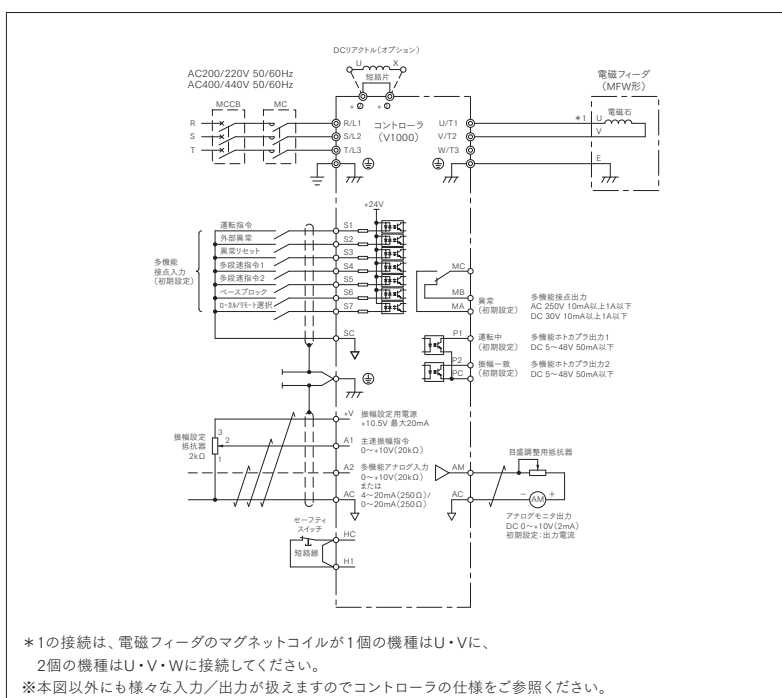 DCリアクトル(オプション)
U X
短絡片
+2 +1
AC200/220V 50/60Hz
AC400/440V 50/60Hz
MCCB MC
R R/L1
S S/L2
T T/L3
コントローラ
(V1000)
U/T1
V/T2
W/T3
電磁フィーダ
(MFW形)
*1 U 電磁石
V
E
+24V
多機能
接点入力
(初期設定)
運転指令 S1
外部異常 S2
異常リセット S3
多段速指令1 S4
多段速指令2 S5
ベースブロック S6
ローカル/リモート選択 S7
SC
MC
MB
MA
異常
(初期設定)
多機能接点出力
AC 250V 10mA以上1A以下
DC 30V 10mA以上1A以下
P1 運転中
(初期設定)
多機能ホトカプラ出力1
DC 5~48V 50mA以下
P2 振幅一致
PC (初期設定)
多機能ホトカプラ出力2
DC 5~48V 50mA以下
振幅設定
抵抗器
2kΩ
3
2
1
+V 振幅設定用電源
+10.5V 最大20mA
A1 主速振幅指令
0~+10V(20kΩ)
A2 多機能アナログ入力
0~+10V(20kΩ)
または
AC 4~20mA(250Ω)/
0~20mA(250Ω)
AM
AC
目盛調整用抵抗器
− AM +
アナログモニタ出力
DC 0~+10V(2mA)
初期設定:出力電流
セーフティ
スイッチ
短絡線
HC
H1
*1の接続は、電磁フィーダのマグネットコイルが1個の機種はU・Vに、
2個の機種はU・V・Wに接続してください。
※本図以外にも様々な入力/出力が扱えますのでコントローラの仕様をご参照ください。